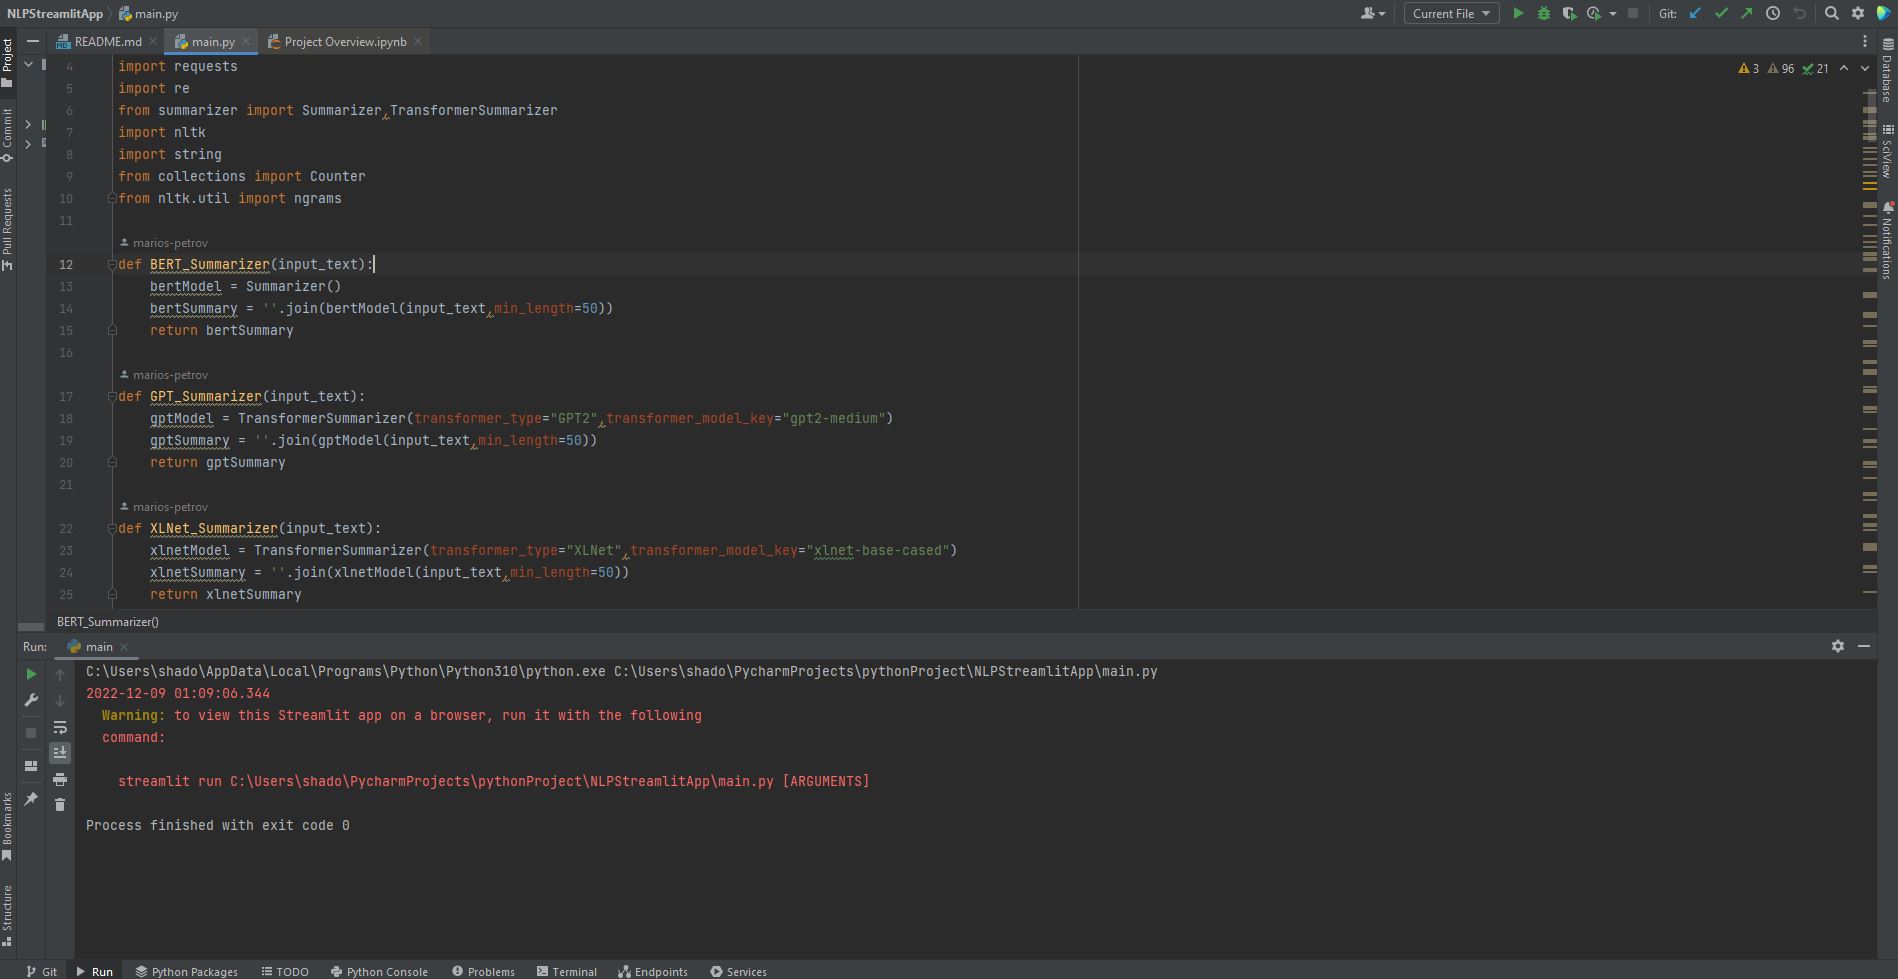 NLPStreamlitApp main.py Current File Git:
README.md main.py Project Overview.ipynb
3 96 21
4 import requests
5 import re
6 from summarizer import Summarizer,TransformerSummarizer
7 import nltk
8 import string
9 from collections import Counter
10 from nltk.util import ngrams
11
marios-petrov
12 def BERT_Summarizer(input_text):
13 bertModel = Summarizer()
14 bertSummary = ''.join(bertModel(input_text,min_length=50))
15 return bertSummary
16
marios-petrov
17 def GPT_Summarizer(input_text):
18 gptModel = TransformerSummarizer(transformer_type="GPT2",transformer_model_key="gpt2-medium")
19 gptSummary = ''.join(gptModel(input_text,min_length=50))
20 return gptSummary
21
marios-petrov
22 def XLNet_Summarizer(input_text):
23 xlnetModel = TransformerSummarizer(transformer_type="XLNet",transformer_model_key="xlnet-base-cased")
24 xlnetSummary = ''.join(xlnetModel(input_text,min_length=50))
25 return xlnetSummary
BERT_Summarizer()
Project
Commit
Pull Requests
Bookmarks
Structure
Database
SciView
Notifications
Run: main
C:\Users\shado\AppData\Local\Programs\Python\Python310\python.exe C:\Users\shado\PycharmProjects\pythonProject\NLPStreamlitApp\main.py
2022-12-09 01:09:06.344
Warning: to view this Streamlit app on a browser, run it with the following
command:
streamlit run C:\Users\shado\PycharmProjects\pythonProject\NLPStreamlitApp\main.py [ARGUMENTS]
Process finished with exit code 0
Git Run Python Packages TODO Python Console Problems Terminal Endpoints Services